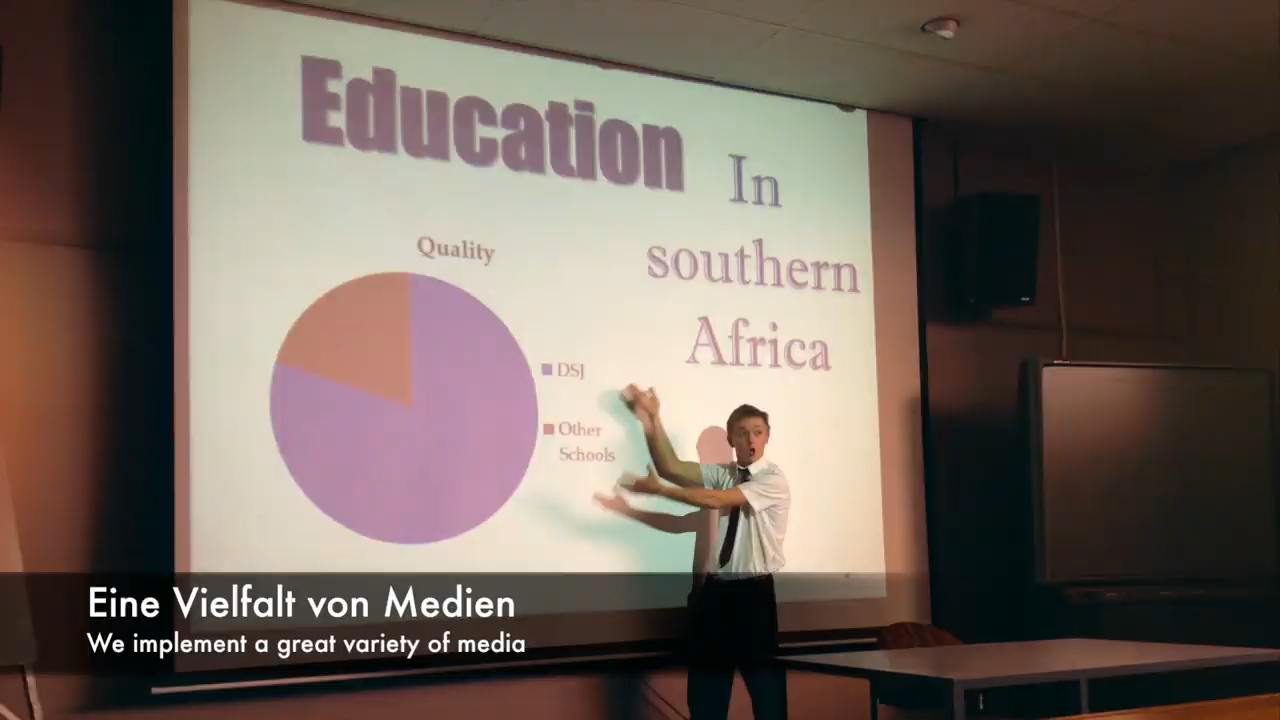 Education
In
southern
Africa
Quality
DSJ
Other
Schools
Eine Vielfalt von Medien
We implement a great variety of media